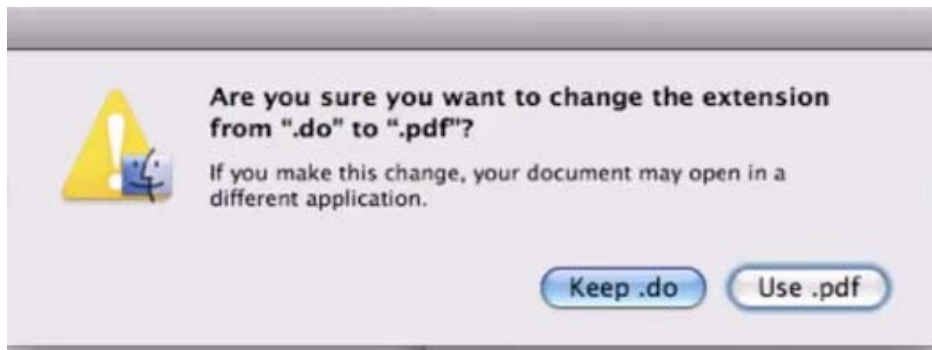 Are you sure you want to change the extension
from “.do” to “.pdf”?
If you make this change, your document may open in a
different application.
Keep .do
Use .pdf